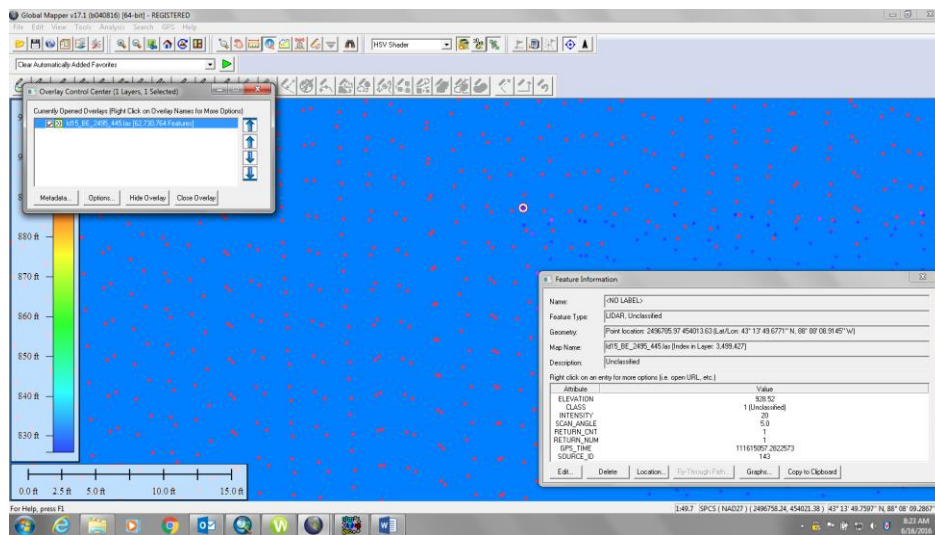 Global Mapper v17.1 (b040816) [64-bit] - REGISTERED
File Edit View Tools Analysis Search GPS Help
HSV Shader
Clear Automatically Added Favorites
Overlay Control Center (1 Layers, 1 Selected)
Currently Opened Overlays (Right Click on Overlay Names for More Options)
ld15_BE_2495_445.las [62,730,764 Features]
Metadata... Options... Hide Overlay Close Overlay
880 ft
870 ft
860 ft
850 ft
840 ft
830 ft
0.0 ft 2.5 ft 5.0 ft 10.0 ft 15.0 ft
Feature Information
Name: <NO LABEL>
Feature Type: LIDAR, Unclassified
Geometry: Point location: 2496785.97 454013.63 (Lat/Lon: 43° 13' 49.6771" N, 88° 08' 08.9145" W)
Map Name: ld15_BE_2495_445.las [Index in Layer: 3,499,427]
Description: Unclassified
Right click on an entry for more options (i.e. open URL, etc.)
Attribute Value
ELEVATION 928.52
CLASS 1 (Unclassified)
INTENSITY 20
SCAN_ANGLE 5.0
RETURN_CNT 1
RETURN_NUM 1
GPS_TIME 111615057.2822573
SOURCE_ID 143
Edit... Delete Location... Fly-Through Path... Graphs... Copy to Clipboard
For Help, press F1
1:49.7 SPCS ( NAD27 ) ( 2496758.24, 454021.38 ) 43° 13' 49.7597" N, 88° 08' 09.2867"
8:23 AM
6/16/2016